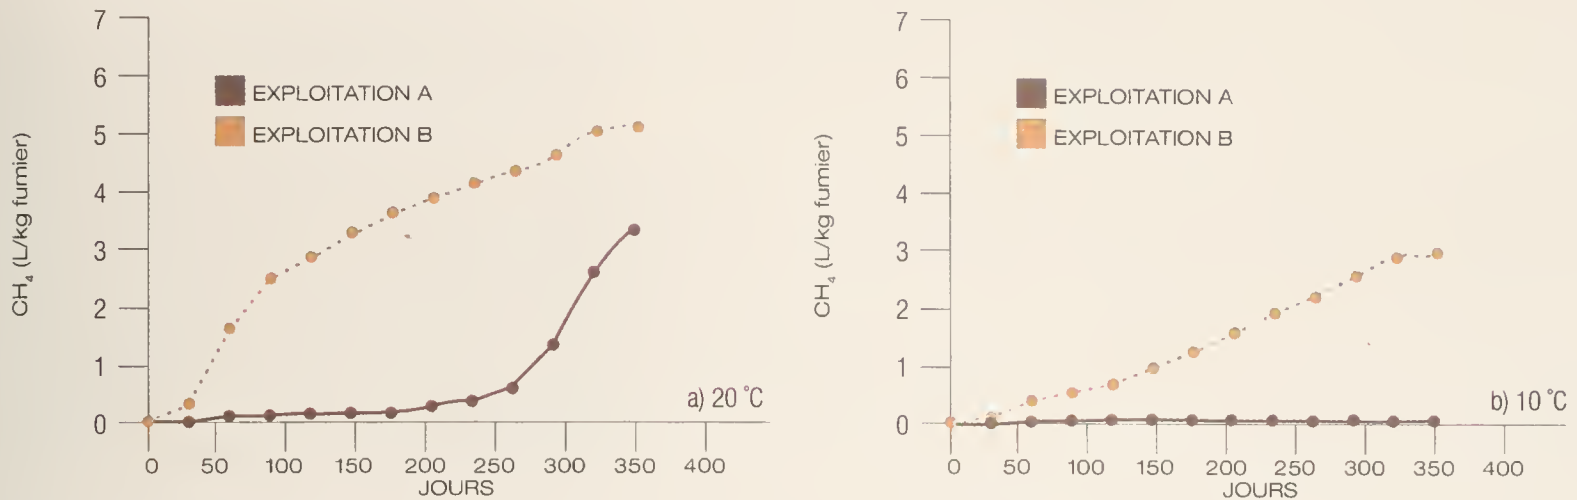 7
6
5
4
3
2
1
0
CH₄ (L/kg fumier)
EXPLOITATION A
EXPLOITATION B
a) 20 °C
0 50 100 150 200 250 300 350 400
JOURS
7
6
5
4
3
2
1
0
CH₄ (L/kg fumier)
EXPLOITATION A
EXPLOITATION B
b) 10 °C
0 50 100 150 200 250 300 350 400
JOURS